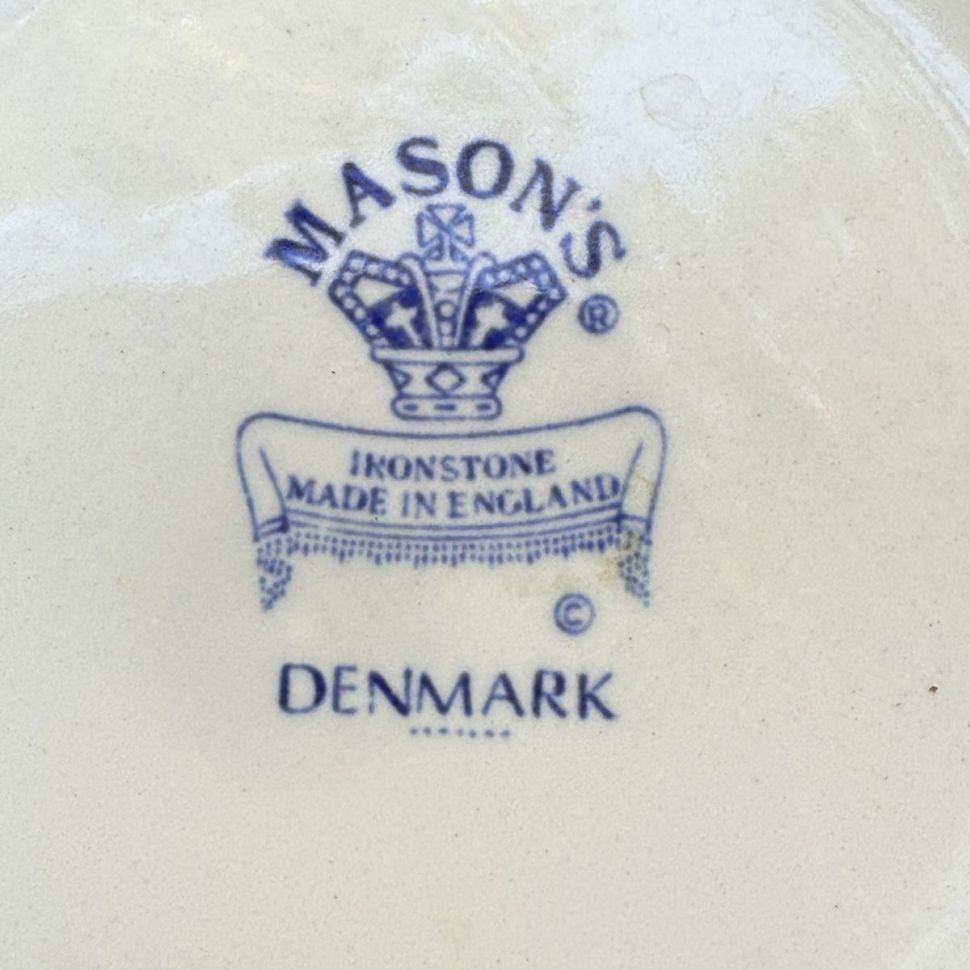 MASON'S
®
IRONSTONE
MADE IN ENGLAND
©
DENMARK